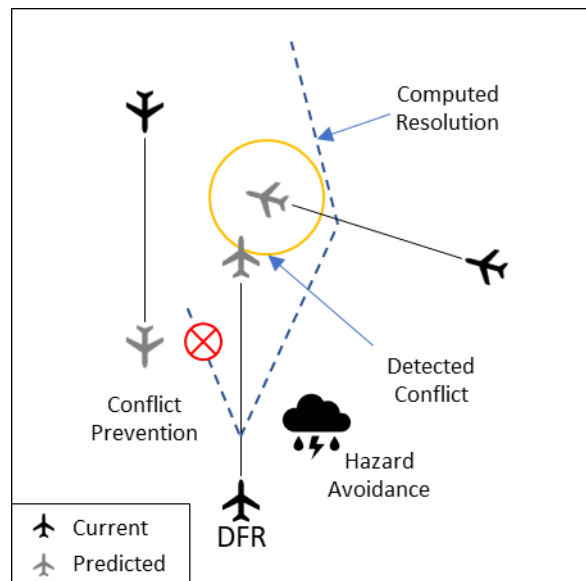 Computed
Resolution
Detected
Conflict
Conflict
Prevention
Hazard
Avoidance
DFR
Current
Predicted